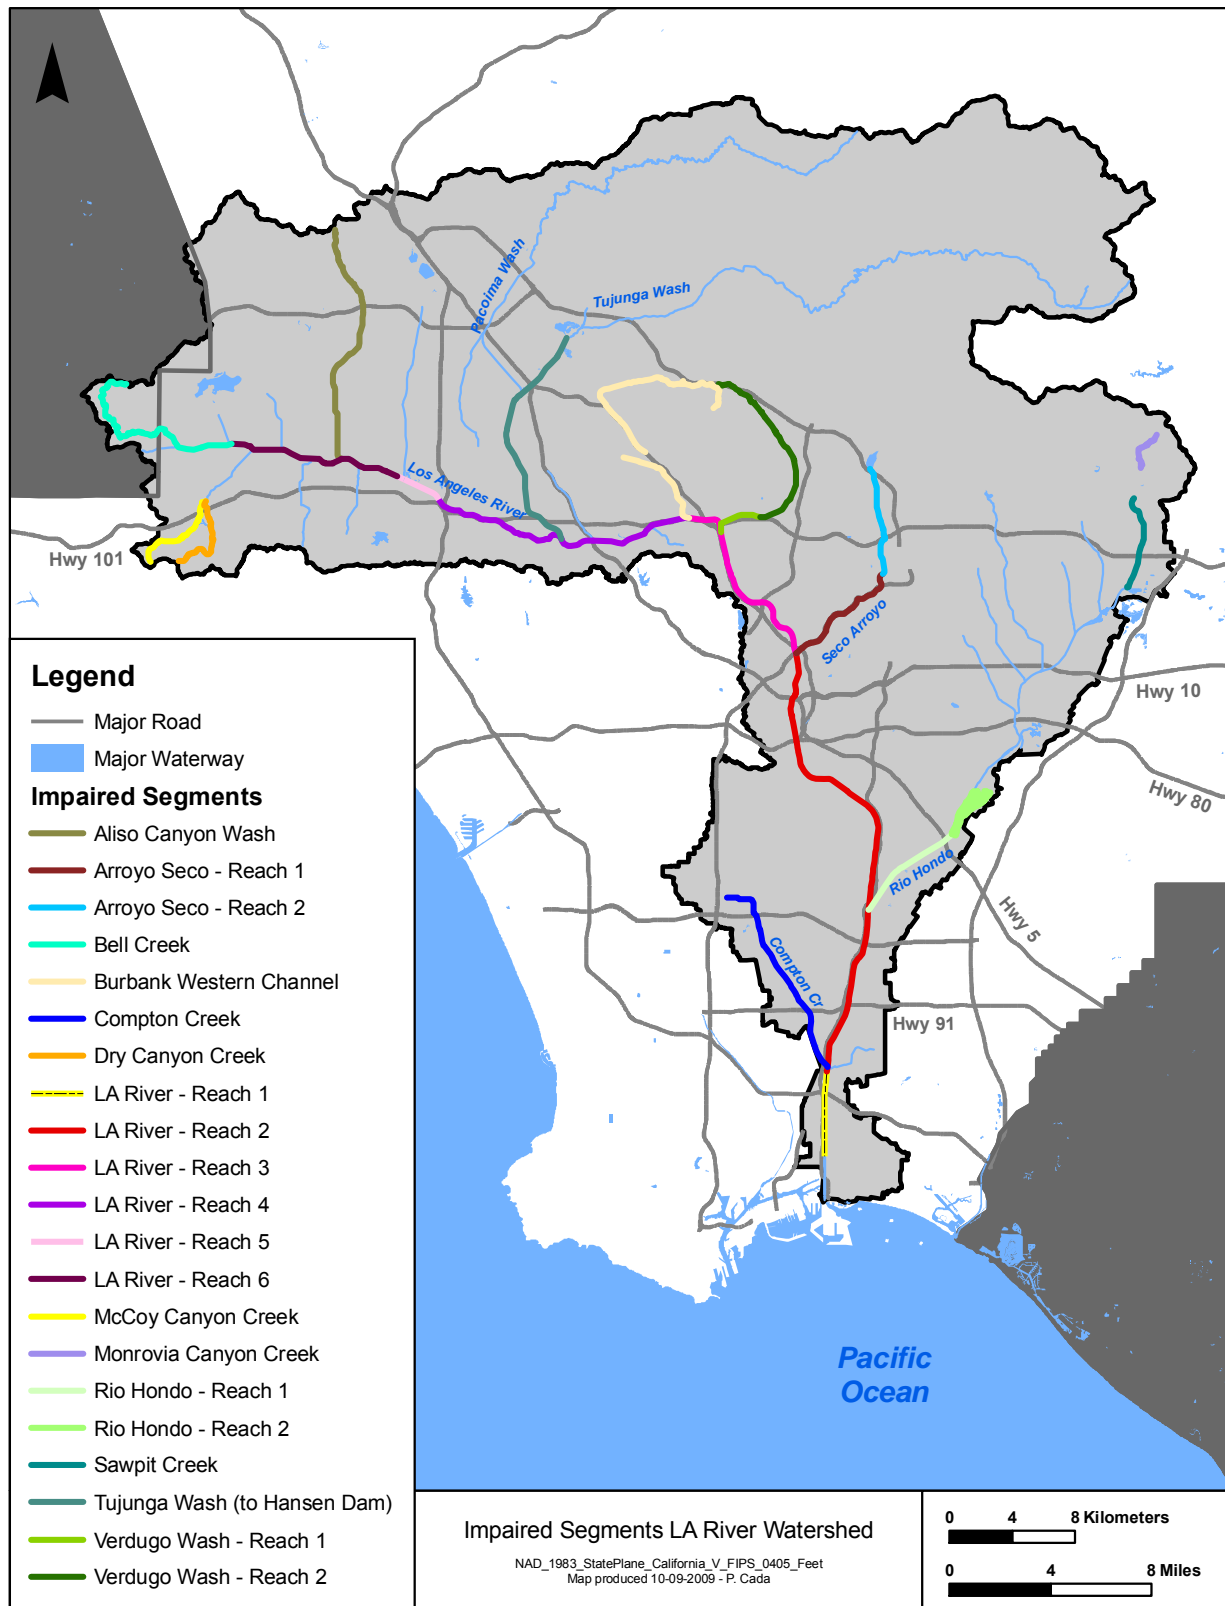 Pacoima Wash
Tujunga Wash
Los Angeles River
Hwy 101
Seco Arroyo
Hwy 10
Hwy 80
Rio Hondo
Hwy 5
Compton Cr
Hwy 91
Legend
Major Road
Major Waterway
Impaired Segments
Aliso Canyon Wash
Arroyo Seco - Reach 1
Arroyo Seco - Reach 2
Bell Creek
Burbank Western Channel
Compton Creek
Dry Canyon Creek
LA River - Reach 1
LA River - Reach 2
LA River - Reach 3
LA River - Reach 4
LA River - Reach 5
LA River - Reach 6
McCoy Canyon Creek
Monrovia Canyon Creek
Rio Hondo - Reach 1
Rio Hondo - Reach 2
Sawpit Creek
Tujunga Wash (to Hansen Dam)
Verdugo Wash - Reach 1
Verdugo Wash - Reach 2
Pacific
Ocean
Impaired Segments LA River Watershed
NAD_1983_StatePlane_California_V_FIPS_0405_Feet
Map produced 10-09-2009 - P. Cada
0 4 8 Kilometers
0 4 8 Miles